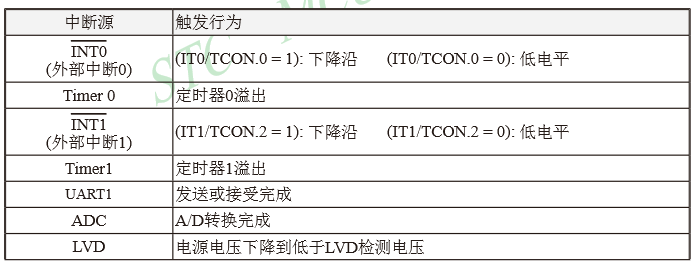 中断源 触发行为
INT0
(外部中断0)
(IT0/TCON.0 = 1): 下降沿 (IT0/TCON.0 = 0): 低电平
Timer 0 定时器0溢出
INT1
(外部中断1)
(IT1/TCON.2 = 1): 下降沿 (IT1/TCON.2 = 0): 低电平
Timer1 定时器1溢出
UART1 发送或接受完成
ADC A/D转换完成
LVD 电源电压下降到低于LVD检测电压